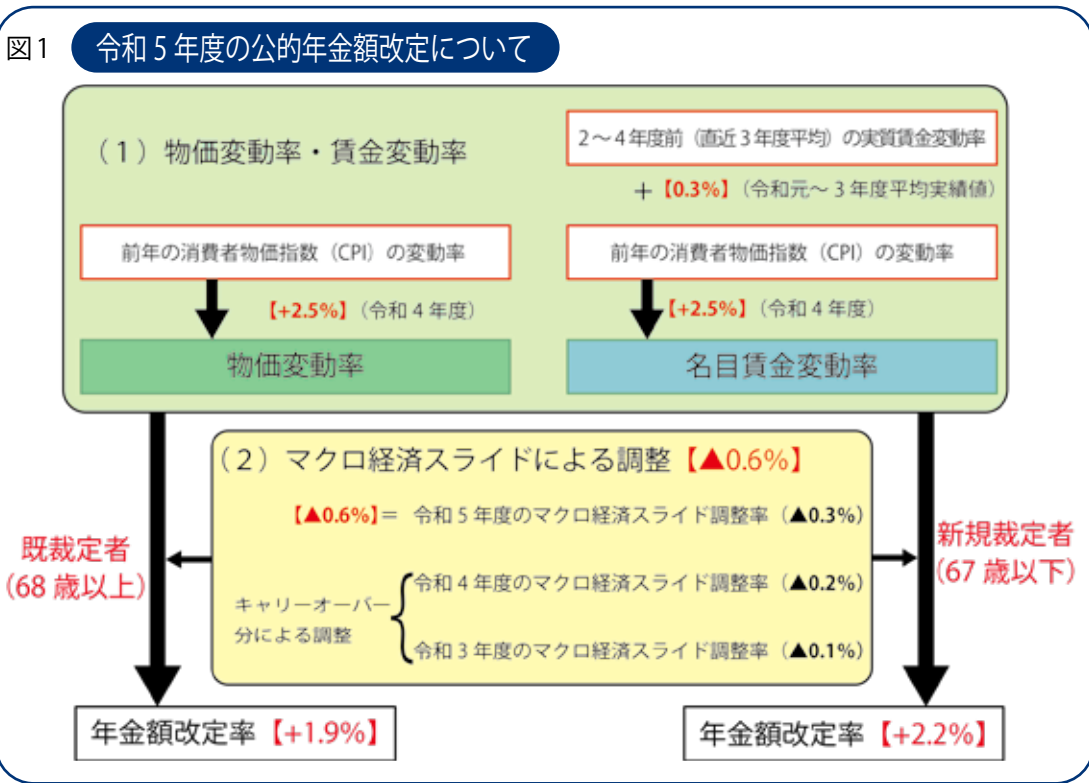 図1 令和5年度の公的年金額改定について
(1)物価変動率・賃金変動率
2~4年度前(直近3年度平均)の実質賃金変動率
+【0.3%】(令和元~3年度平均実績値)
前年の消費者物価指数(CPI)の変動率
【+2.5%】(令和4年度)
物価変動率
前年の消費者物価指数(CPI)の変動率
【+2.5%】(令和4年度)
名目賃金変動率
(2)マクロ経済スライドによる調整【▲0.6%】
【▲0.6%】= 令和5年度のマクロ経済スライド調整率(▲0.3%)
キャリーオーバー
分による調整
令和4年度のマクロ経済スライド調整率(▲0.2%)
令和3年度のマクロ経済スライド調整率(▲0.1%)
既裁定者
(68歳以上)
新規裁定者
(67歳以下)
年金額改定率【+1.9%】
年金額改定率【+2.2%】